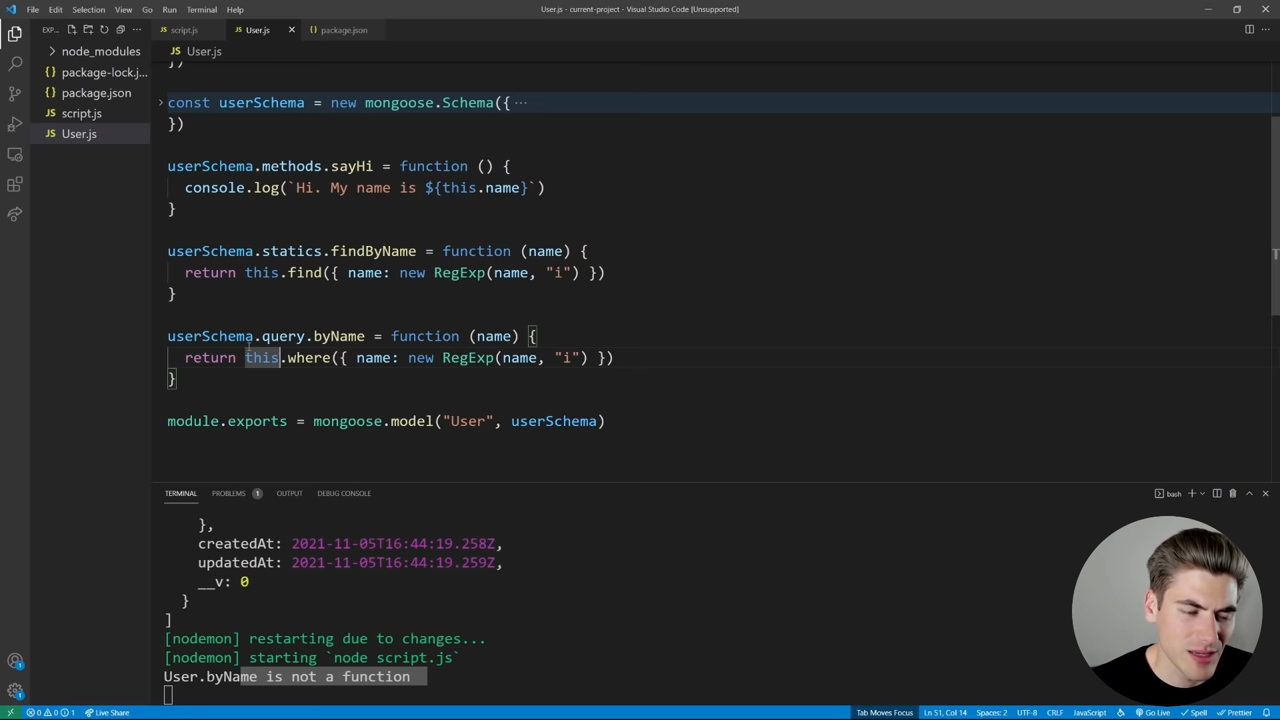 File Edit Selection View Go Run Terminal Help
User.js - current-project - Visual Studio Code [Unsupported]
EXP...
script.js
User.js
package.json
node_modules
package-lock.j...
package.json
script.js
User.js
JS User.js
})
const userSchema = new mongoose.Schema({ ···
})
userSchema.methods.sayHi = function () {
console.log(`Hi. My name is ${this.name}`)
}
userSchema.statics.findByName = function (name) {
return this.find({ name: new RegExp(name, "i") })
}
userSchema.query.byName = function (name) {
return this.where({ name: new RegExp(name, "i") })
}
module.exports = mongoose.model("User", userSchema)
TERMINAL PROBLEMS 1 OUTPUT DEBUG CONSOLE
bash
},
createdAt: 2021-11-05T16:44:19.258Z,
updatedAt: 2021-11-05T16:44:19.259Z,
__v: 0
}
]
[nodemon] restarting due to changes...
[nodemon] starting `node script.js`
User.byName is not a function
0 0 1 Live Share
Tab Moves Focus Ln 51, Col 14 Spaces: 2 UTF-8 CRLF JavaScript Go Live Spell Prettier